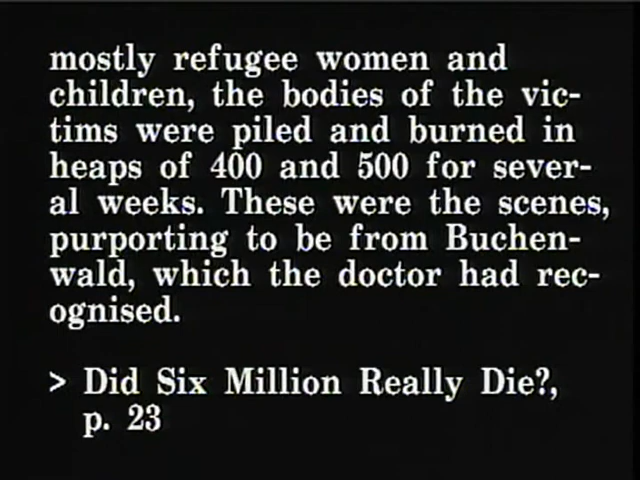 mostly refugee women and
children, the bodies of the vic-
tims were piled and burned in
heaps of 400 and 500 for sever-
al weeks. These were the scenes,
purporting to be from Buchen-
wald, which the doctor had rec-
ognised.
> Did Six Million Really Die?,
p. 23